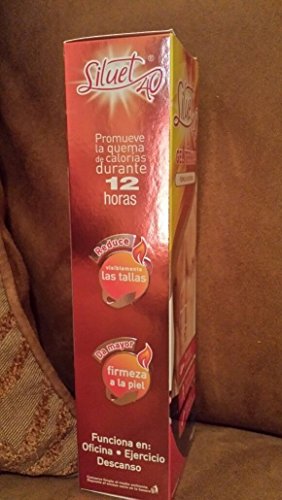 Siluet 40®
Promueve
la quema
de calorías
durante
12
horas
Reduce
visiblemente
las tallas
Da mayor
firmeza
a la piel
Funciona en:
Oficina • Ejercicio
Descanso
Siluet